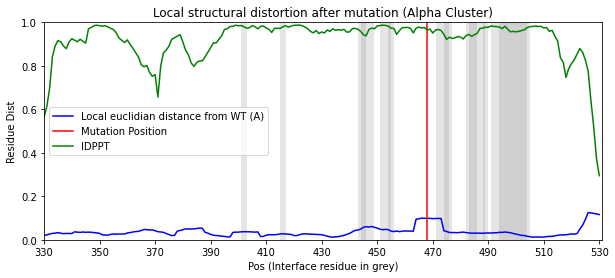 Local structural distortion after mutation (Alpha Cluster)
1.0
0.8
0.6
0.4
0.2
0.0
Residue Dist
Local euclidian distance from WT (A)
Mutation Position
lDPPT
330 350 370 390 410 430 450 470 490 510 530
Pos (Interface residue in grey)